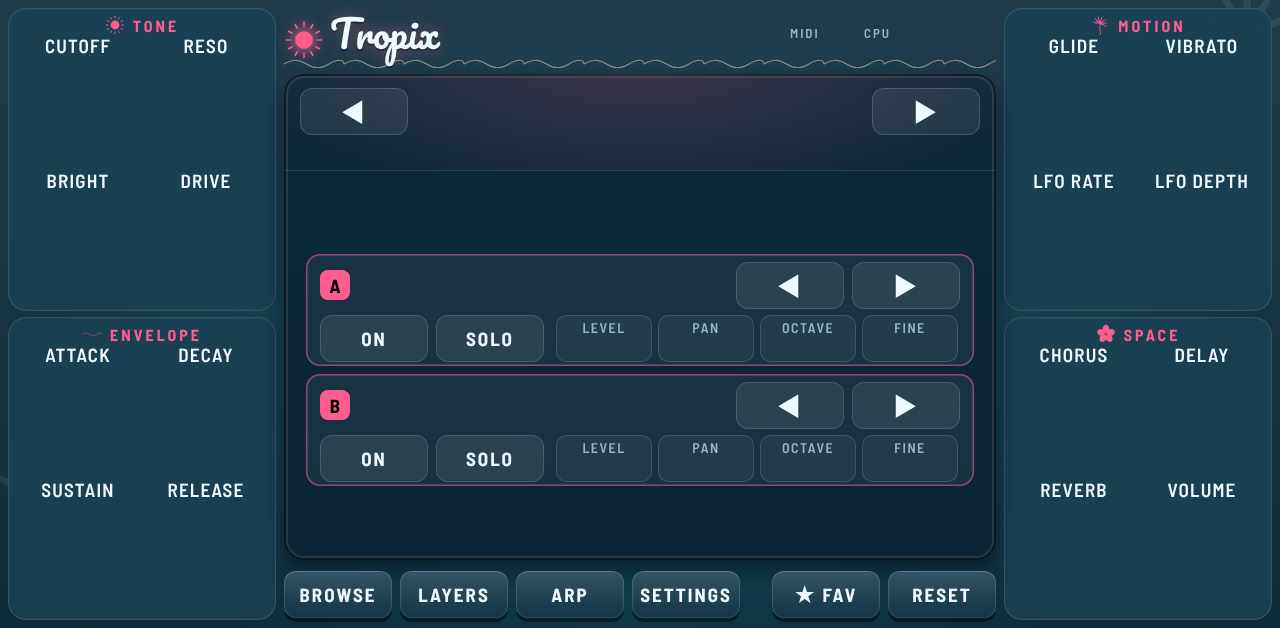 TONE
CUTOFF RESO
BRIGHT DRIVE
ENVELOPE
ATTACK DECAY
SUSTAIN RELEASE
Tropix
MIDI CPU
◀ ▶
A ◀ ▶
ON SOLO LEVEL PAN OCTAVE FINE
B ◀ ▶
ON SOLO LEVEL PAN OCTAVE FINE
BROWSE LAYERS ARP SETTINGS ★ FAV RESET
MOTION
GLIDE VIBRATO
LFO RATE LFO DEPTH
SPACE
CHORUS DELAY
REVERB VOLUME